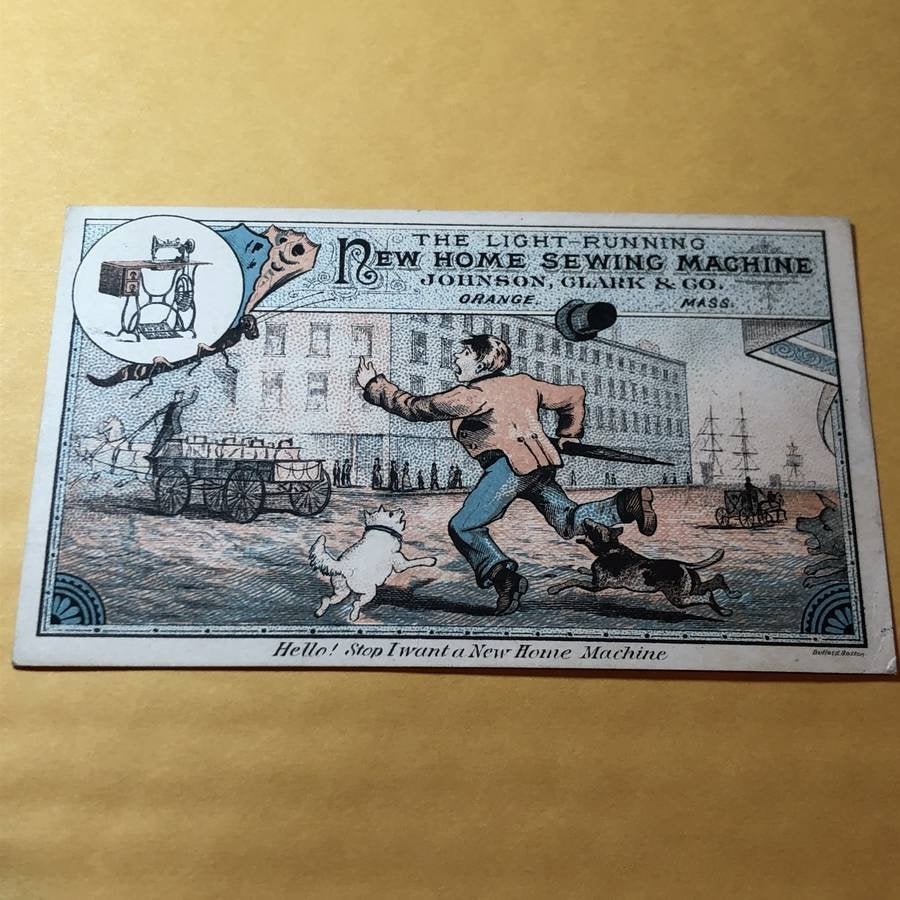 THE LIGHT-RUNNING
NEW HOME SEWING MACHINE
JOHNSON, CLARK & CO.
ORANGE, MASS.
Hello! Stop I want a New Home Machine